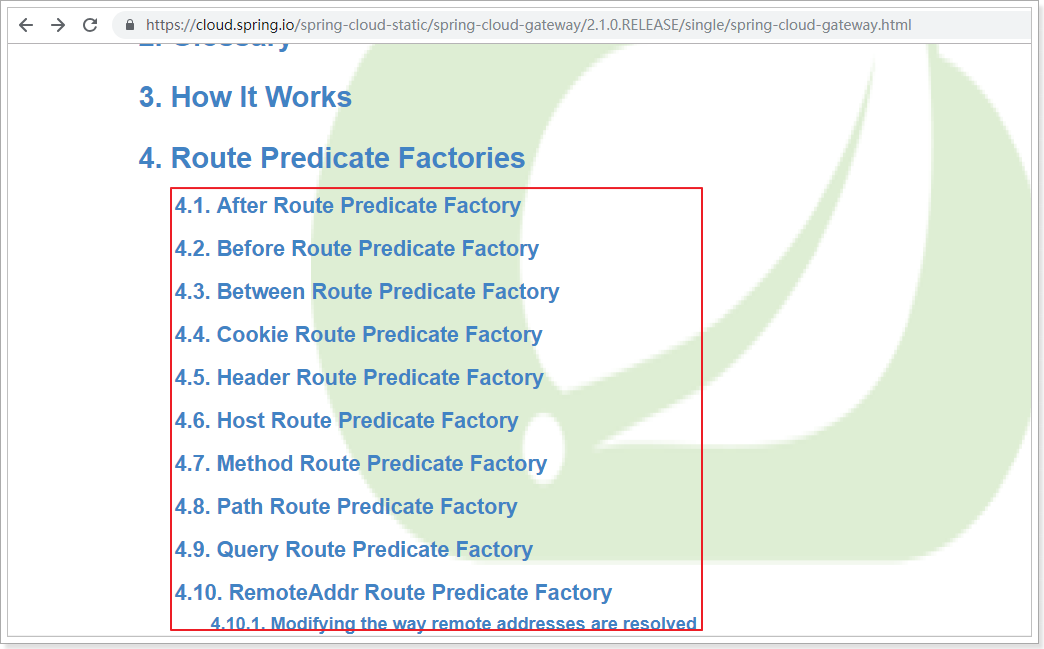 https://cloud.spring.io/spring-cloud-static/spring-cloud-gateway/2.1.0.RELEASE/single/spring-cloud-gateway.html
2. Glossary
3. How It Works
4. Route Predicate Factories
4.1. After Route Predicate Factory
4.2. Before Route Predicate Factory
4.3. Between Route Predicate Factory
4.4. Cookie Route Predicate Factory
4.5. Header Route Predicate Factory
4.6. Host Route Predicate Factory
4.7. Method Route Predicate Factory
4.8. Path Route Predicate Factory
4.9. Query Route Predicate Factory
4.10. RemoteAddr Route Predicate Factory
4.10.1. Modifying the way remote addresses are resolved